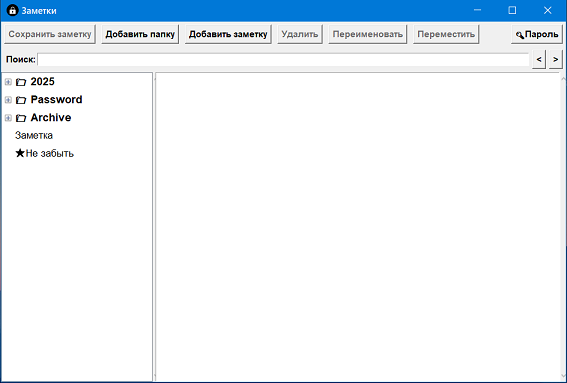 Заметки
Сохранить заметку Добавить папку Добавить заметку Удалить Переименовать Переместить Пароль
Поиск: < >
2025
Password
Archive
Заметка
★Не забыть